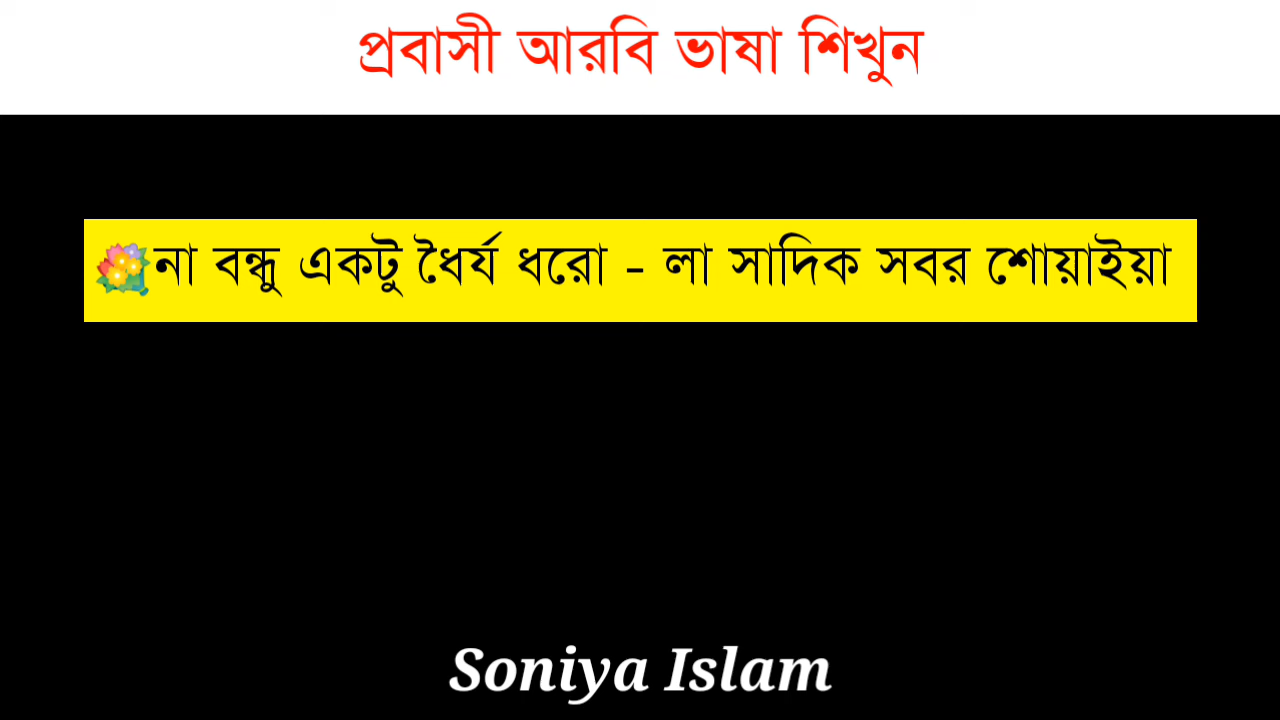 প্রবাসী আরবি ভাষা শিখুন
💐না বন্ধু একটু ধৈর্য ধরো - লা সাদিক সবর শোয়াইয়া
Soniya Islam